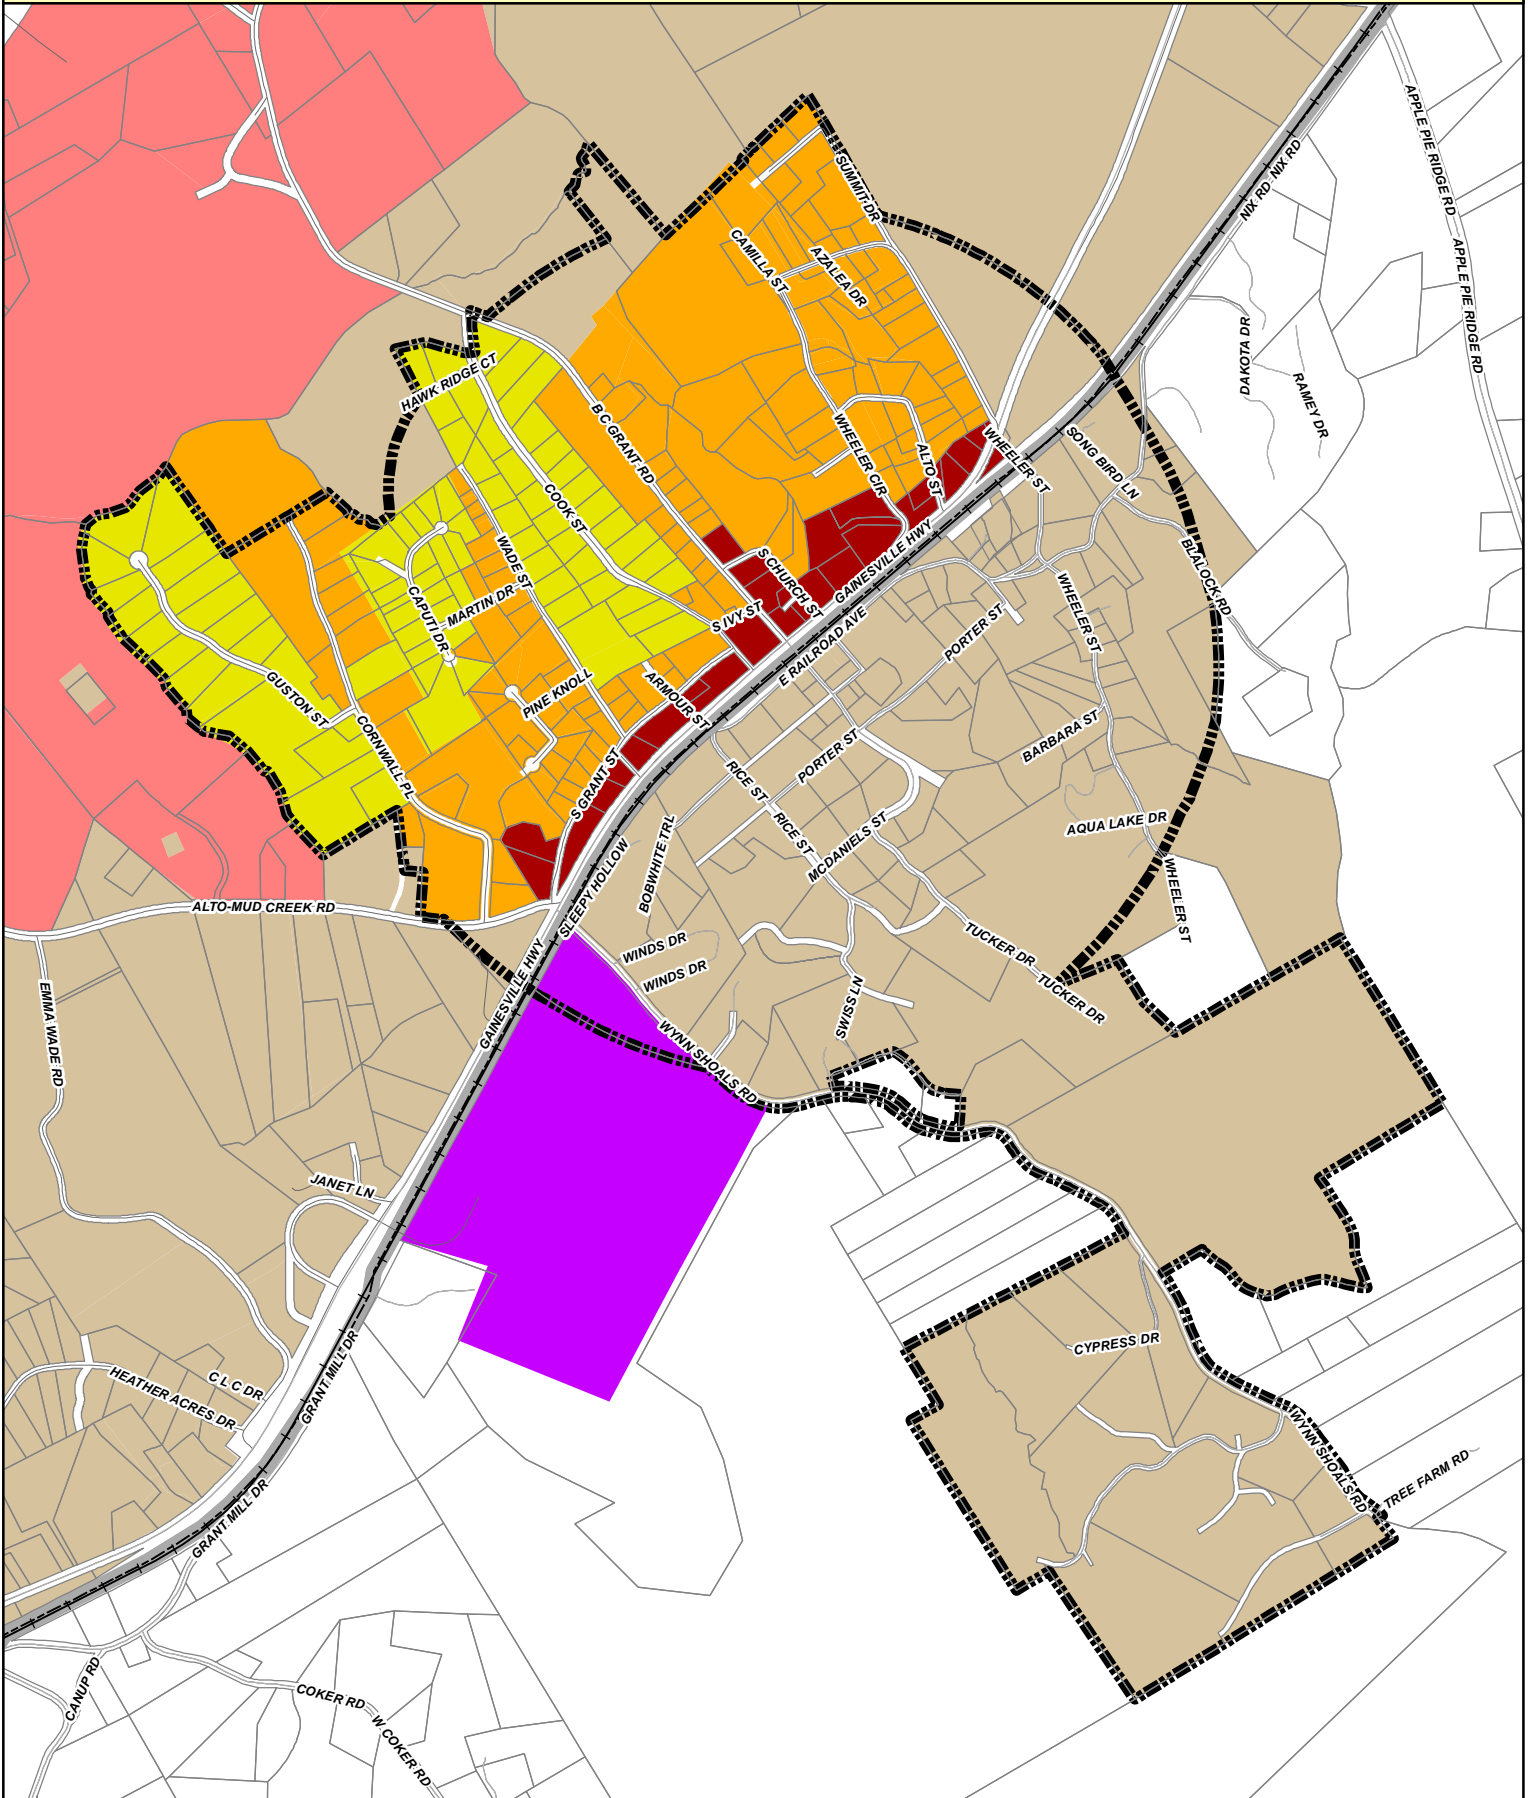 APPLE PIE RIDGE RD
NIX RD
NIX RD
SUMMIT DR
CAMILLA ST
AZALEA DR
APPLE PIE RIDGE RD
DAKOTA DR
RAMEY DR
HAWK RIDGE CT
B C GRANT RD
WHEELER CIR
ALTO ST
WHEELER ST
SONG BIRD LN
COOK ST
WADE ST
BLALOCK RD
GAINESVILLE HWY
S CHURCH ST
CAPUTI DR
MARTIN DR
S IVY ST
E RAILROAD AVE
PORTER ST
WHEELER ST
GUSTON ST
PINE KNOLL
ARMOUR ST
CORNWALL PL
BARBARA ST
PORTER ST
RICE ST
S GRANT ST
RICE ST
AQUA LAKE DR
MCDANIELS ST
BOBWHITE TRL
SLEEPY HOLLOW
WHEELER ST
ALTO-MUD CREEK RD
WINDS DR
WINDS DR
TUCKER DR
TUCKER DR
GAINESVILLE HWY
SWISS LN
EMMA WADE RD
WYNN SHOALS RD
JANET LN
CYPRESS DR
C L C DR
HEATHER ACRES DR
GRANT MILL DR
WYNN SHOALS RD
TREE FARM RD
GRANT MILL DR
CANUP RD
COKER RD
W COKER RD